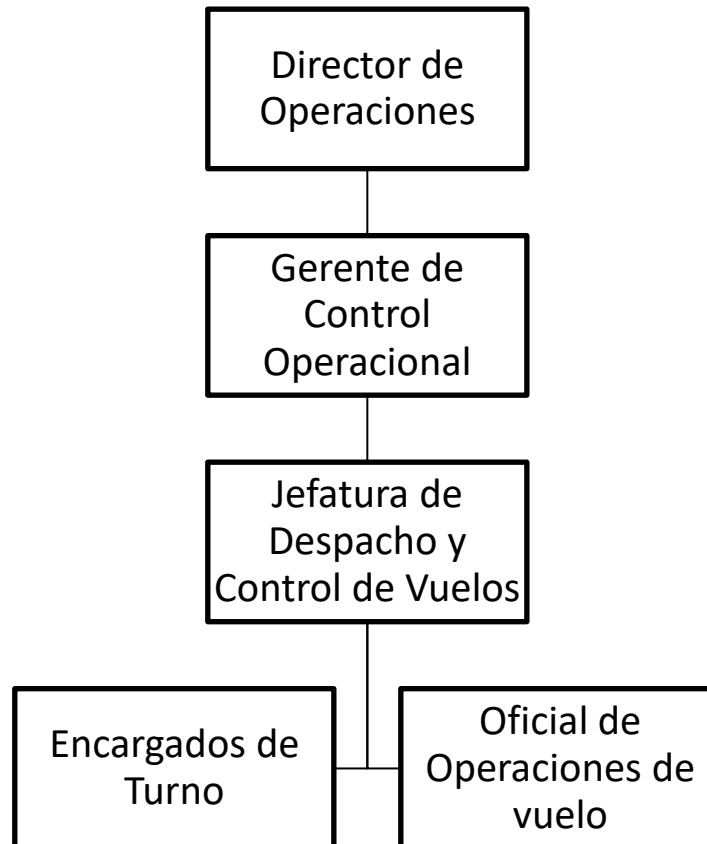 Director de
Operaciones
Gerente de
Control
Operacional
Jefatura de
Despacho y
Control de Vuelos
Encargados de
Turno
Oficial de
Operaciones de
vuelo